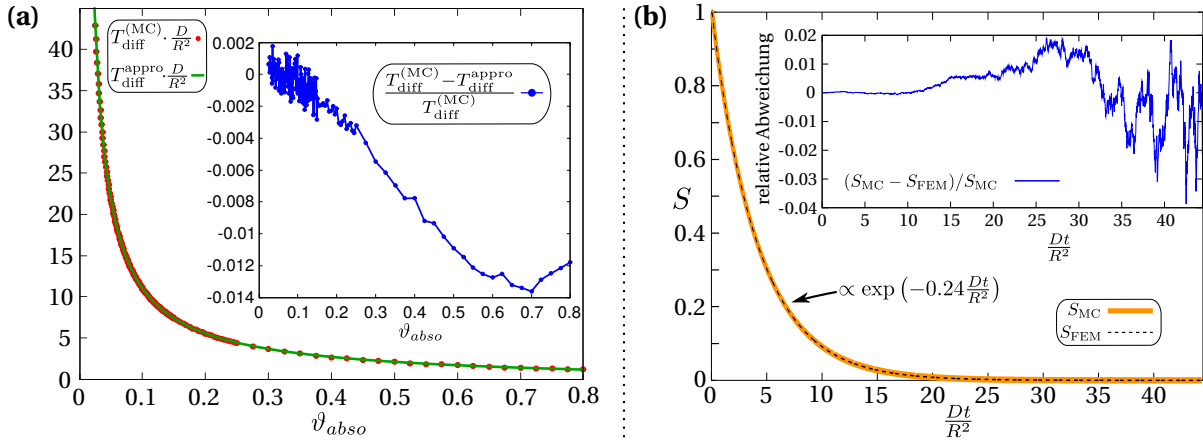 (a)
T_diff^(MC) · D/R²
T_diff^appro · D/R²
45
40
35
30
25
20
15
10
5
0
0.1 0.2 0.3 0.4 0.5 0.6 0.7 0.8
ϑ_abso
0.002
0
-0.002
-0.004
-0.006
-0.008
-0.01
-0.012
-0.014
(T_diff^(MC) − T_diff^appro) / T_diff^(MC)
0 0.1 0.2 0.3 0.4 0.5 0.6 0.7 0.8
ϑ_abso
(b)
1
0.8
0.6
0.4
0.2
0
S
0 5 10 15 20 25 30 35 40
Dt/R²
∝ exp (−0.24 Dt/R²)
S_MC
S_FEM
relative Abweichung
0.02
0.01
0
-0.01
-0.02
-0.03
-0.04
(S_MC − S_FEM)/S_MC
0 5 10 15 20 25 30 35 40
Dt/R²